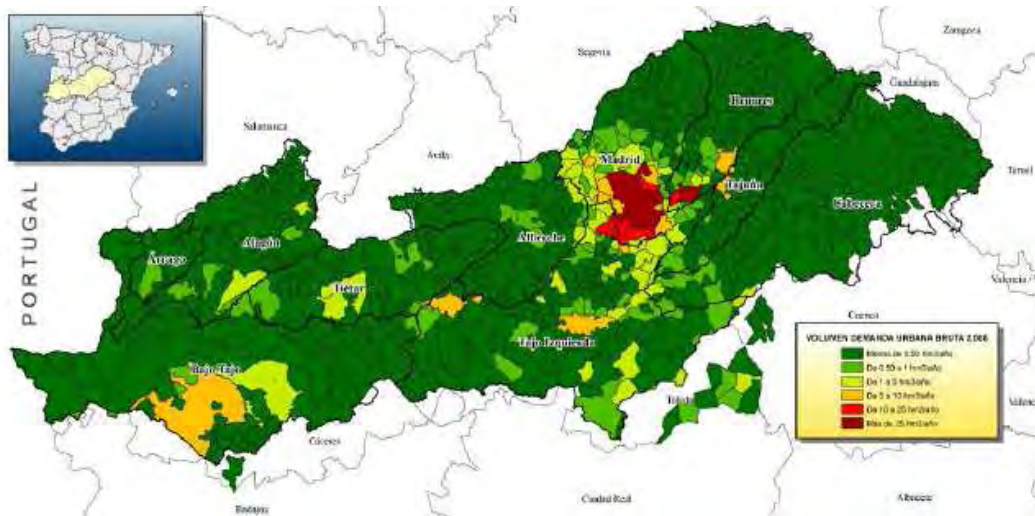 Zaragoza
Segovia
Guadalajara
Henares
Salamanca
Ávila
Madrid
Teruel
Tajuña
Cabecera
PORTUGAL
Alagón
Alberche
Árrago
Tiétar
Valencia
Cuenca
VOLUMEN DEMANDA URBANA BRUTA 2.006
Menos de 0.50 hm3/año
De 0.50 a 1 hm3/año
De 1 a 5 hm3/año
De 5 a 10 hm3/año
De 10 a 25 hm3/año
Más de 25 hm3/año
Tajo Izquierda
Bajo Tajo
Toledo
Cáceres
Ciudad Real
Albacete
Badajoz